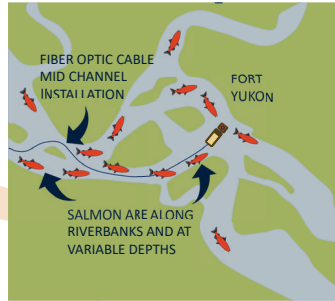 FIBER OPTIC CABLE
MID CHANNEL
INSTALLATION
FORT
YUKON
SALMON ARE ALONG
RIVERBANKS AND AT
VARIABLE DEPTHS